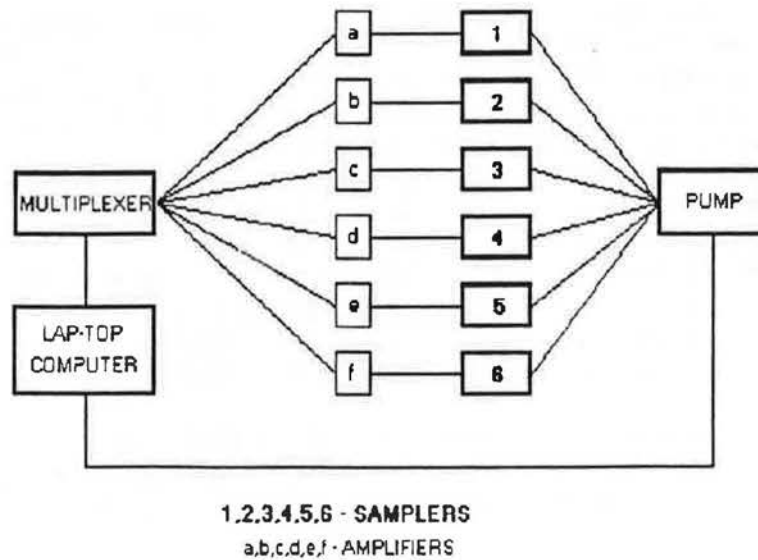 a 1
b 2
MULTIPLEXER c 3 PUMP
d 4
LAP-TOP
COMPUTER e 5
f 6
1,2,3,4,5,6 - SAMPLERS
a,b,c,d,e,f - AMPLIFIERS